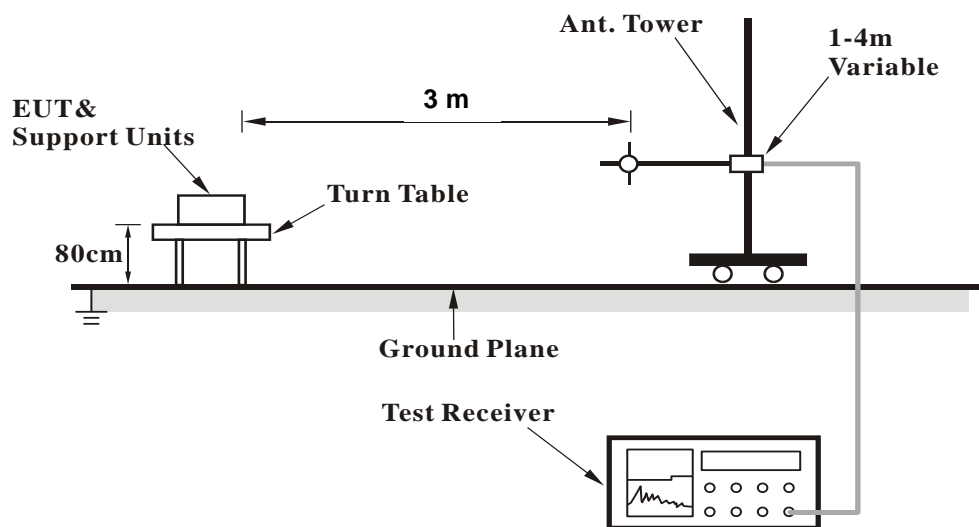 Ant. Tower
1-4m
Variable
3 m
EUT&
Support Units
Turn Table
80cm
Ground Plane
Test Receiver